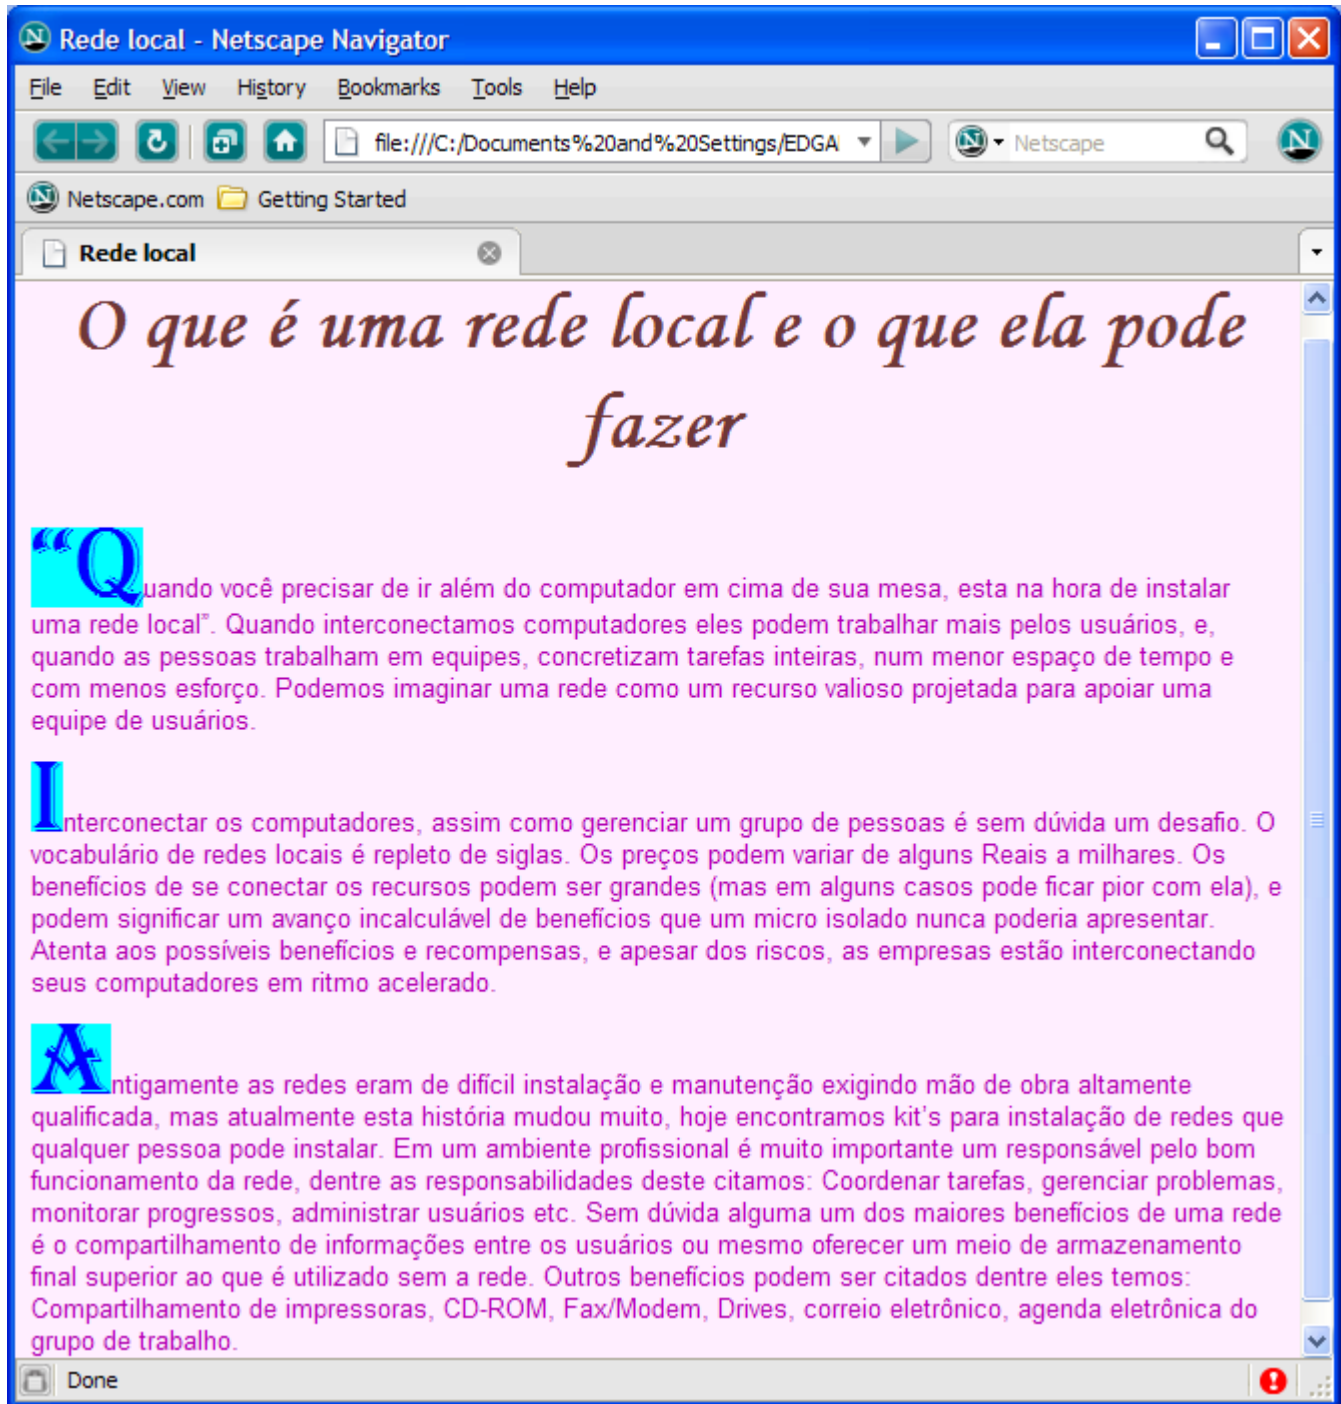 Rede local - Netscape Navigator
File Edit View History Bookmarks Tools Help
file:///C:/Documents%20and%20Settings/EDGA Netscape
Netscape.com Getting Started
Rede local
O que é uma rede local e o que ela pode
fazer
“Quando você precisar de ir além do computador em cima de sua mesa, esta na hora de instalar
uma rede local”. Quando interconectamos computadores eles podem trabalhar mais pelos usuários, e,
quando as pessoas trabalham em equipes, concretizam tarefas inteiras, num menor espaço de tempo e
com menos esforço. Podemos imaginar uma rede como um recurso valioso projetada para apoiar uma
equipe de usuários.
Interconectar os computadores, assim como gerenciar um grupo de pessoas é sem dúvida um desafio. O
vocabulário de redes locais é repleto de siglas. Os preços podem variar de alguns Reais a milhares. Os
benefícios de se conectar os recursos podem ser grandes (mas em alguns casos pode ficar pior com ela), e
podem significar um avanço incalculável de benefícios que um micro isolado nunca poderia apresentar.
Atenta aos possíveis benefícios e recompensas, e apesar dos riscos, as empresas estão interconectando
seus computadores em ritmo acelerado.
Antigamente as redes eram de difícil instalação e manutenção exigindo mão de obra altamente
qualificada, mas atualmente esta história mudou muito, hoje encontramos kit’s para instalação de redes que
qualquer pessoa pode instalar. Em um ambiente profissional é muito importante um responsável pelo bom
funcionamento da rede, dentre as responsabilidades deste citamos: Coordenar tarefas, gerenciar problemas,
monitorar progressos, administrar usuários etc. Sem dúvida alguma um dos maiores benefícios de uma rede
é o compartilhamento de informações entre os usuários ou mesmo oferecer um meio de armazenamento
final superior ao que é utilizado sem a rede. Outros benefícios podem ser citados dentre eles temos:
Compartilhamento de impressoras, CD-ROM, Fax/Modem, Drives, correio eletrônico, agenda eletrônica do
grupo de trabalho.
Done